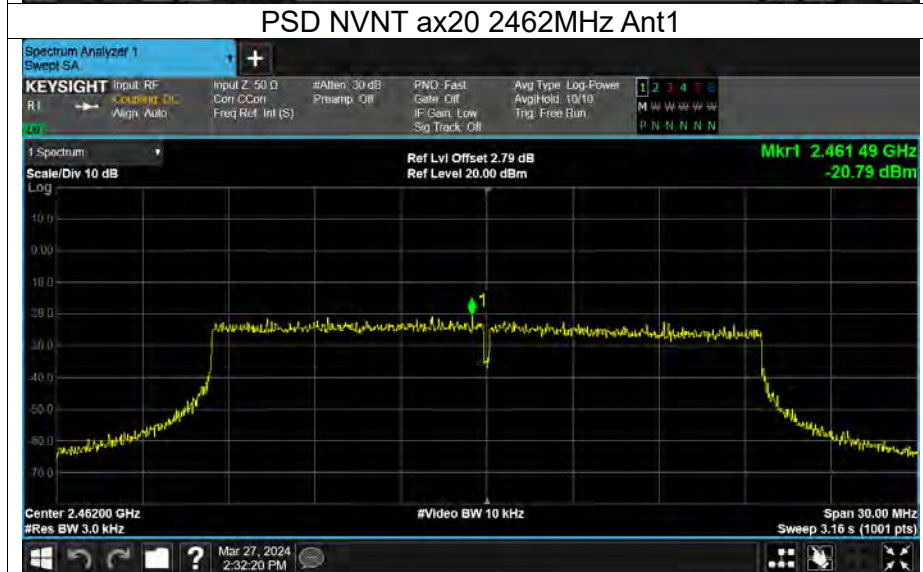 PSD NVNT ax20 2462MHz Ant1
Spectrum Analyzer 1
Swept SA
+
KEYSIGHT Input: RF Input Z: 50 Ω #Atten: 30 dB PNO: Fast Avg Type: Log-Power 1 2 3 4 5 6
Coupling: DC Corr CCorr Preamp: Off Gate: Off Avg|Hold: 10/10 M W W W W W
Align: Auto Freq Ref: Int (S) IF Gain: Low Trig: Free Run
Sig Track: Off P N N N N N
1 Spectrum Ref Lvl Offset 2.79 dB Mkr1 2.461 49 GHz
Scale/Div 10 dB Ref Level 20.00 dBm -20.79 dBm
Log
10.0
0.00
-10.0
1
-20.0
-30.0
-40.0
-50.0
-60.0
-70.0
Center 2.46200 GHz #Video BW 10 kHz Span 30.00 MHz
#Res BW 3.0 kHz Sweep 3.16 s (1001 pts)
? Mar 27, 2024
2:32:20 PM